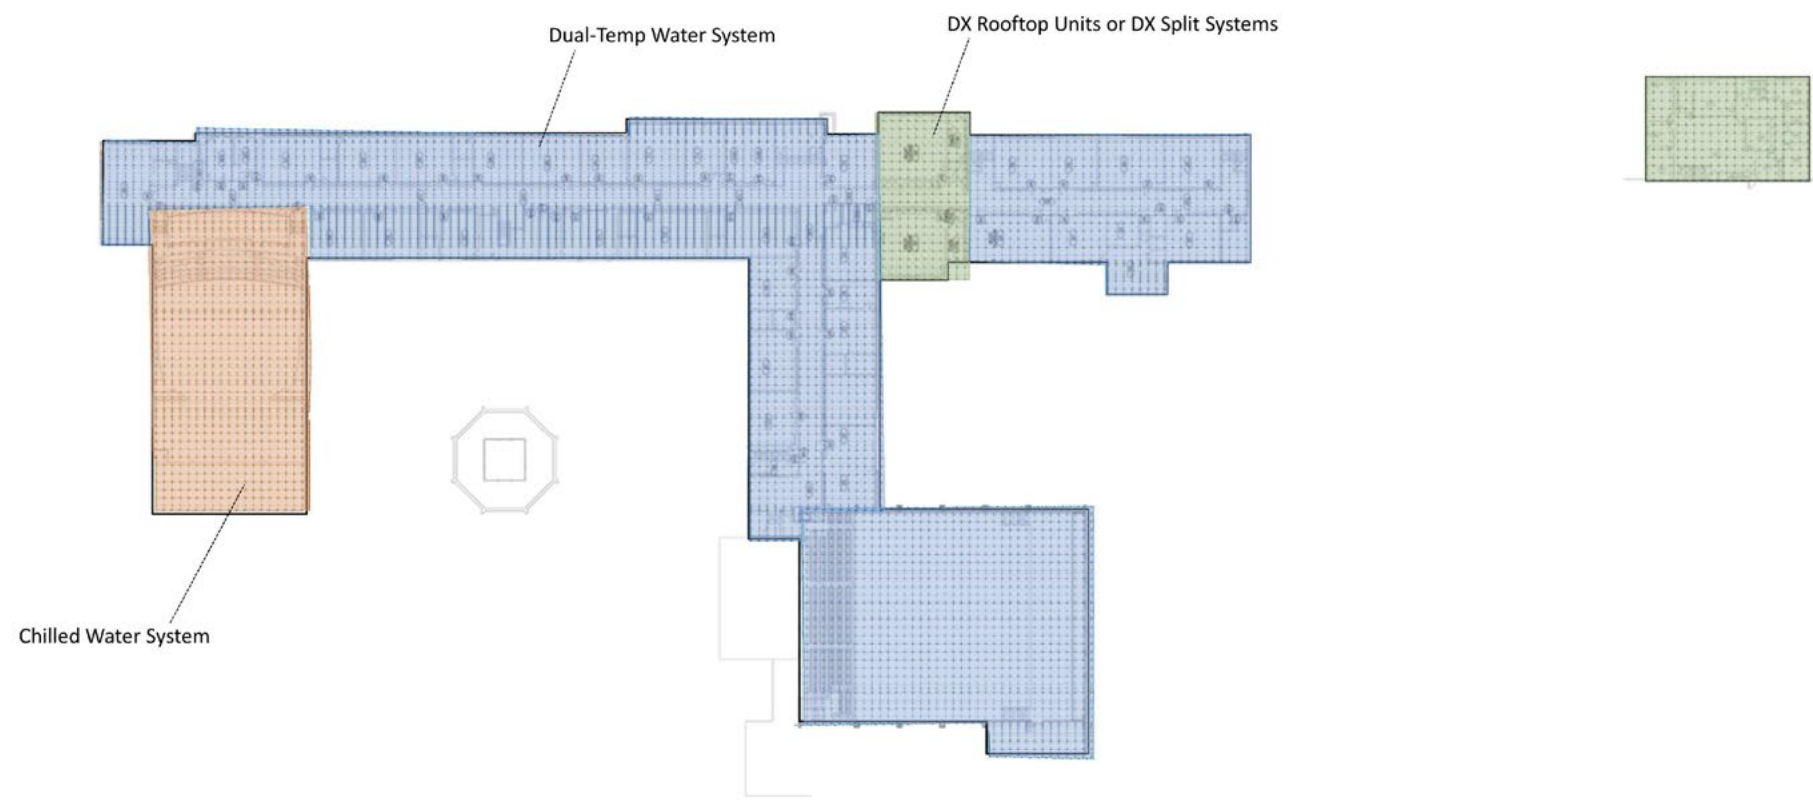 DX Rooftop Units or DX Split Systems
Dual-Temp Water System
Chilled Water System